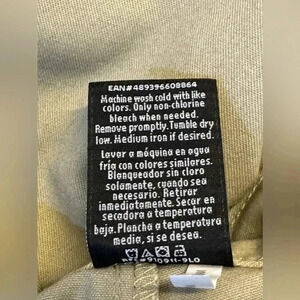 EAN#489396608864
Machine wash cold with like
colors. Only non-chlorine
bleach when needed.
Remove promptly. Tumble dry
low. Medium iron if desired.
Lavar a máquina en agua
fría con colores similares.
Blanqueador sin cloro
solamente, cuando sea
necesario. Retirar
inmediatamente. Secar en
secadora a temperatura
baja. Plancha a temperatura
media, si se desea.